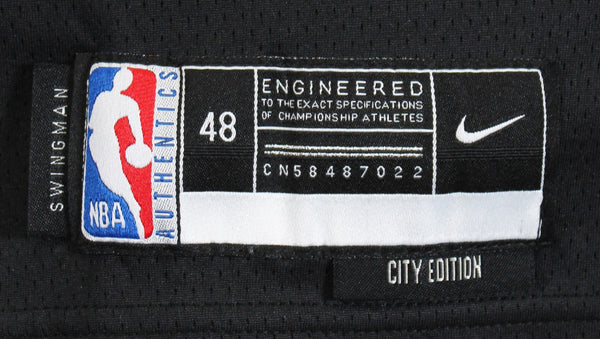 SWINGMAN
NBA
AUTHENTICS
48
ENGINEERED
TO THE EXACT SPECIFICATIONS
OF CHAMPIONSHIP ATHLETES
CN58487022
CITY EDITION